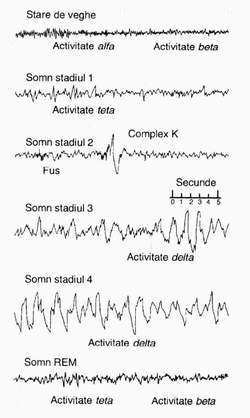 Stare de veghe
Activitate alfa Activitate beta
Somn stadiul 1
Activitate teta
Somn stadiul 2 Complex K
Fus
Secunde
0 1 2 3 4 5
Somn stadiul 3
Activitate delta
Somn stadiul 4
Activitate delta
Somn REM
Activitate teta Activitate beta